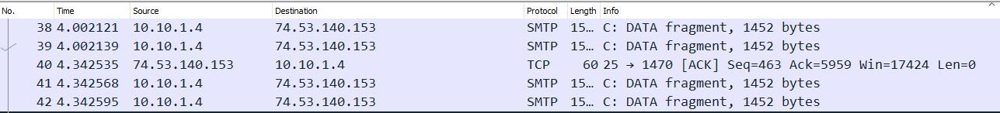 No. Time Source Destination Protocol Length Info
38 4.002121 10.10.1.4 74.53.140.153 SMTP 15… C: DATA fragment, 1452 bytes
39 4.002139 10.10.1.4 74.53.140.153 SMTP 15… C: DATA fragment, 1452 bytes
40 4.342535 74.53.140.153 10.10.1.4 TCP 60 25 → 1470 [ACK] Seq=463 Ack=5959 Win=17424 Len=0
41 4.342568 10.10.1.4 74.53.140.153 SMTP 15… C: DATA fragment, 1452 bytes
42 4.342595 10.10.1.4 74.53.140.153 SMTP 15… C: DATA fragment, 1452 bytes